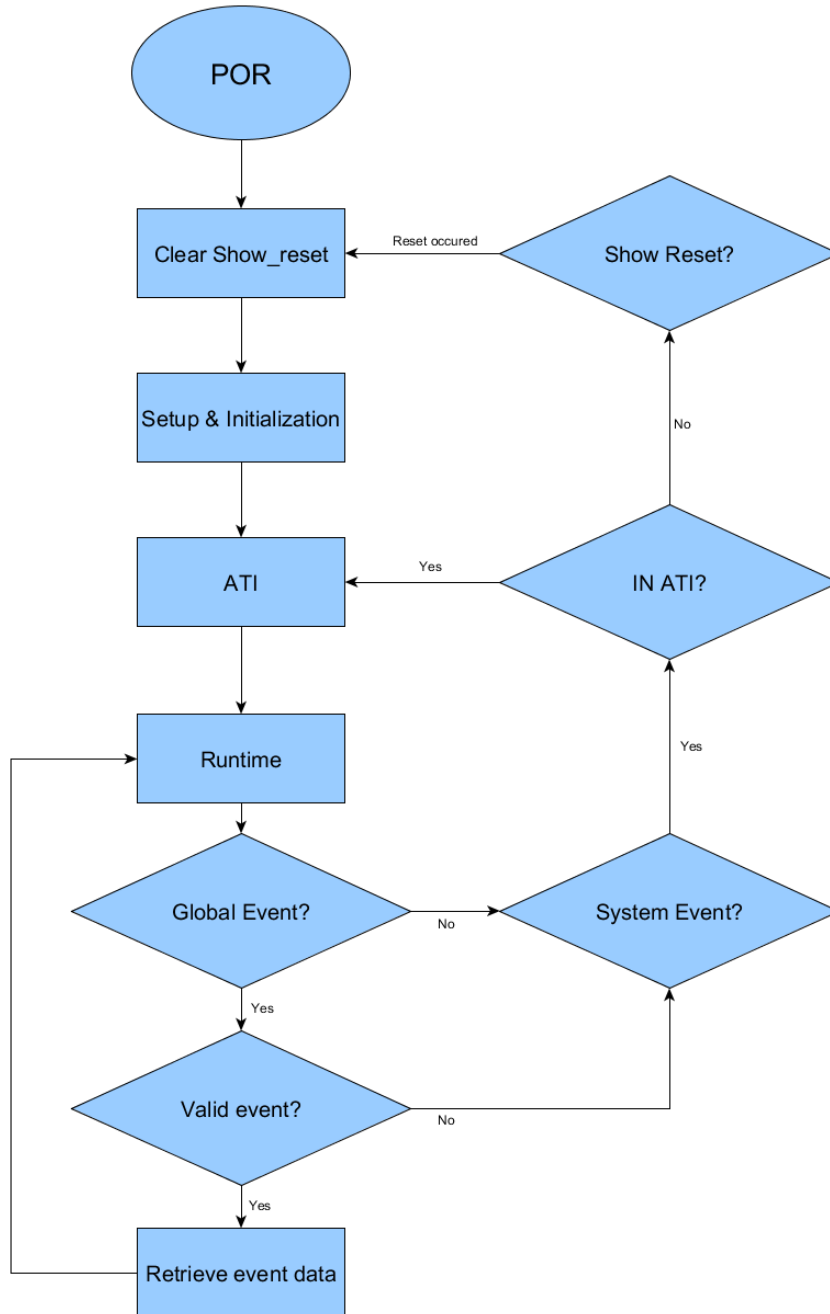 POR
Clear Show_reset
Reset occured
Show Reset?
Setup & Initialization
No
ATI
Yes
IN ATI?
Runtime
Yes
Global Event?
No
System Event?
Yes
Valid event?
No
Yes
Retrieve event data